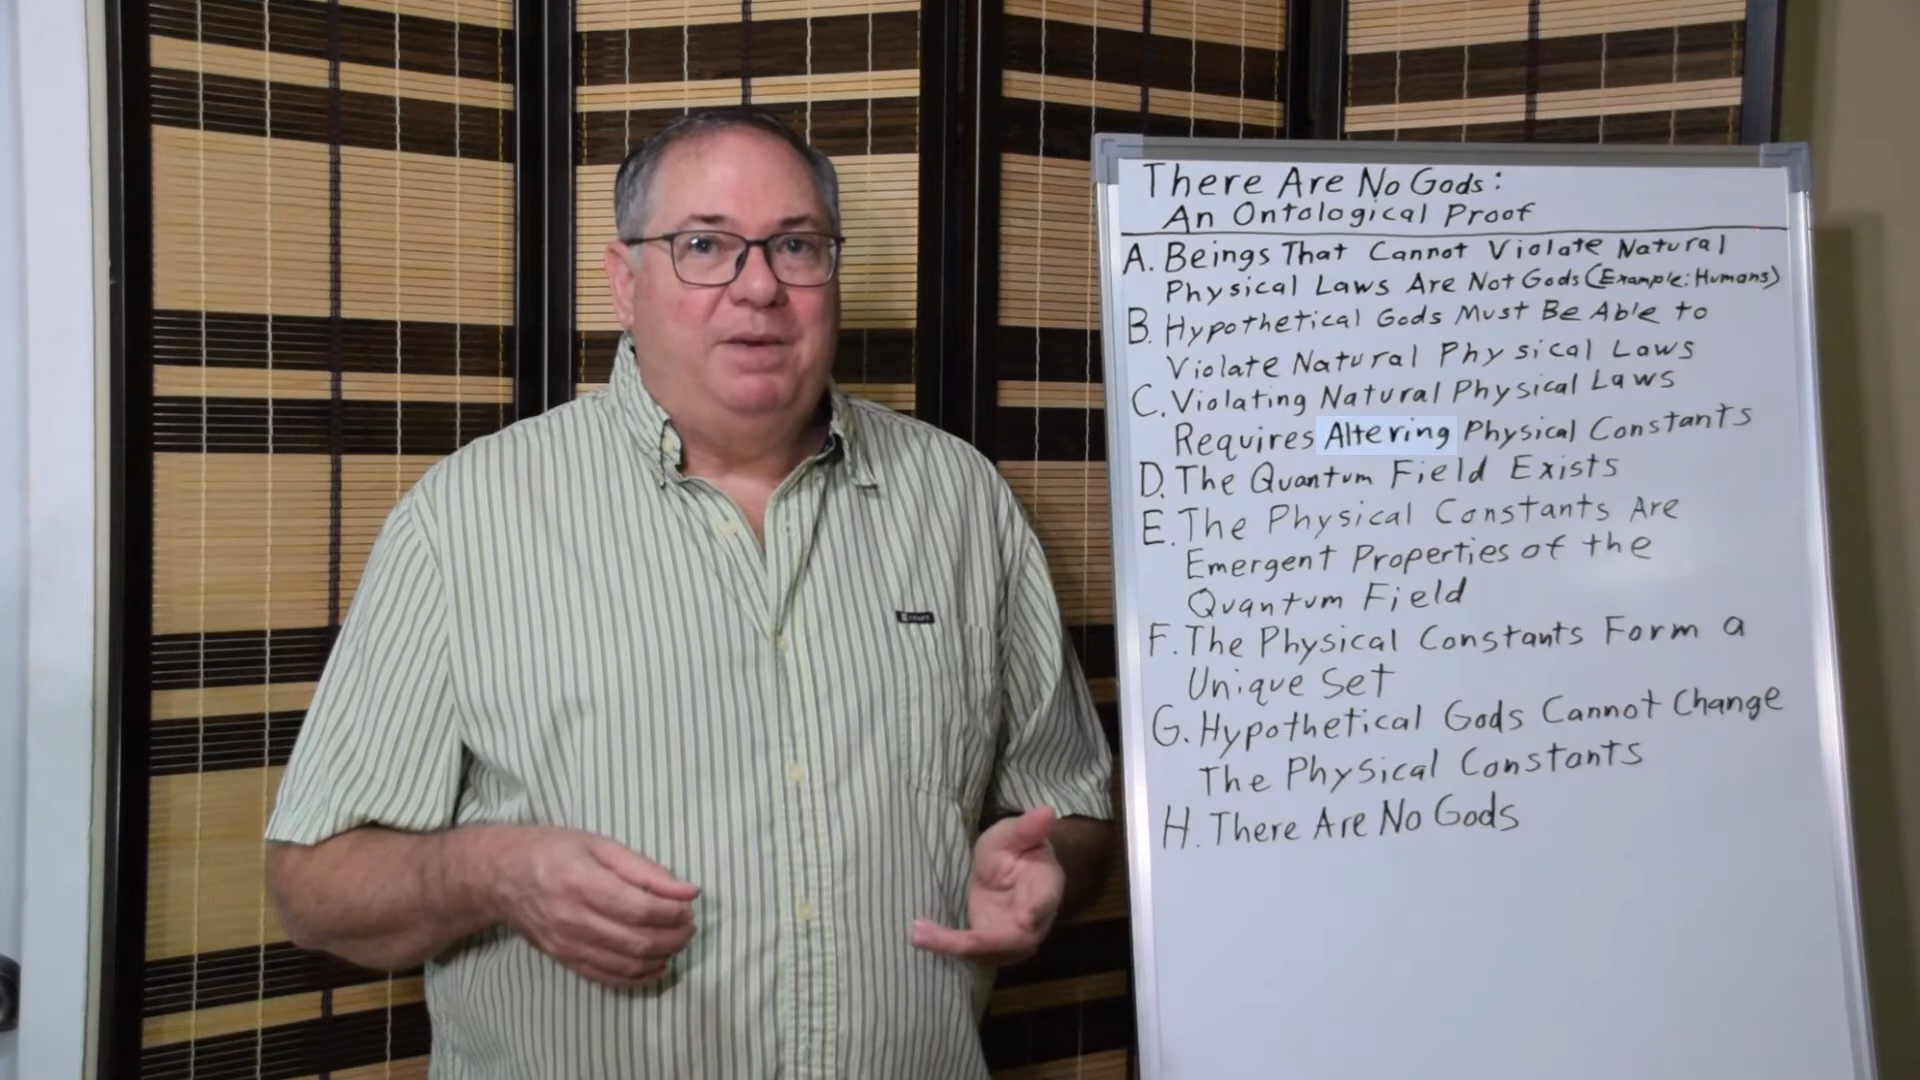 There Are No Gods:
An Ontological Proof
A. Beings That Cannot Violate Natural
Physical Laws Are Not Gods (Example: Humans)
B. Hypothetical Gods Must Be Able to
Violate Natural Physical Laws
C. Violating Natural Physical Laws
Requires Altering Physical Constants
D. The Quantum Field Exists
E. The Physical Constants Are
Emergent Properties of the
Quantum Field
F. The Physical Constants Form a
Unique Set
G. Hypothetical Gods Cannot Change
The Physical Constants
H. There Are No Gods